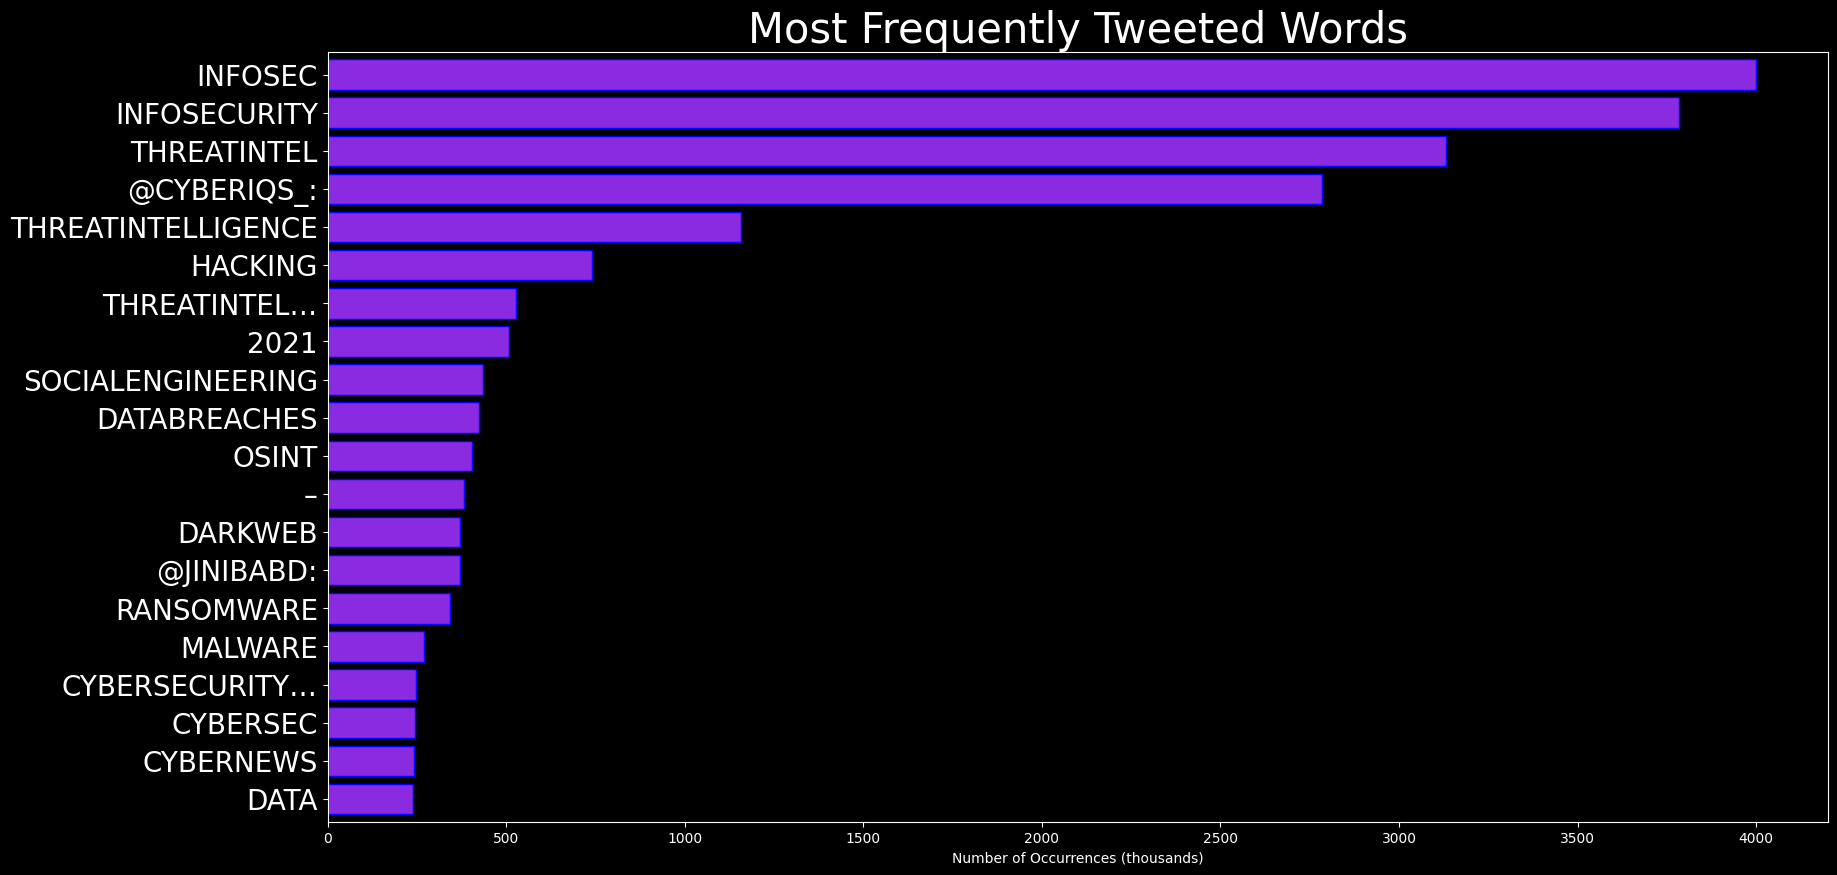 Most Frequently Tweeted Words
INFOSEC
INFOSECURITY
THREATINTEL
@CYBERIQS_:
THREATINTELLIGENCE
HACKING
THREATINTEL…
2021
SOCIALENGINEERING
DATABREACHES
OSINT
–
DARKWEB
@JINIBABD:
RANSOMWARE
MALWARE
CYBERSECURITY…
CYBERSEC
CYBERNEWS
DATA
0 500 1000 1500 2000 2500 3000 3500 4000
Number of Occurrences (thousands)